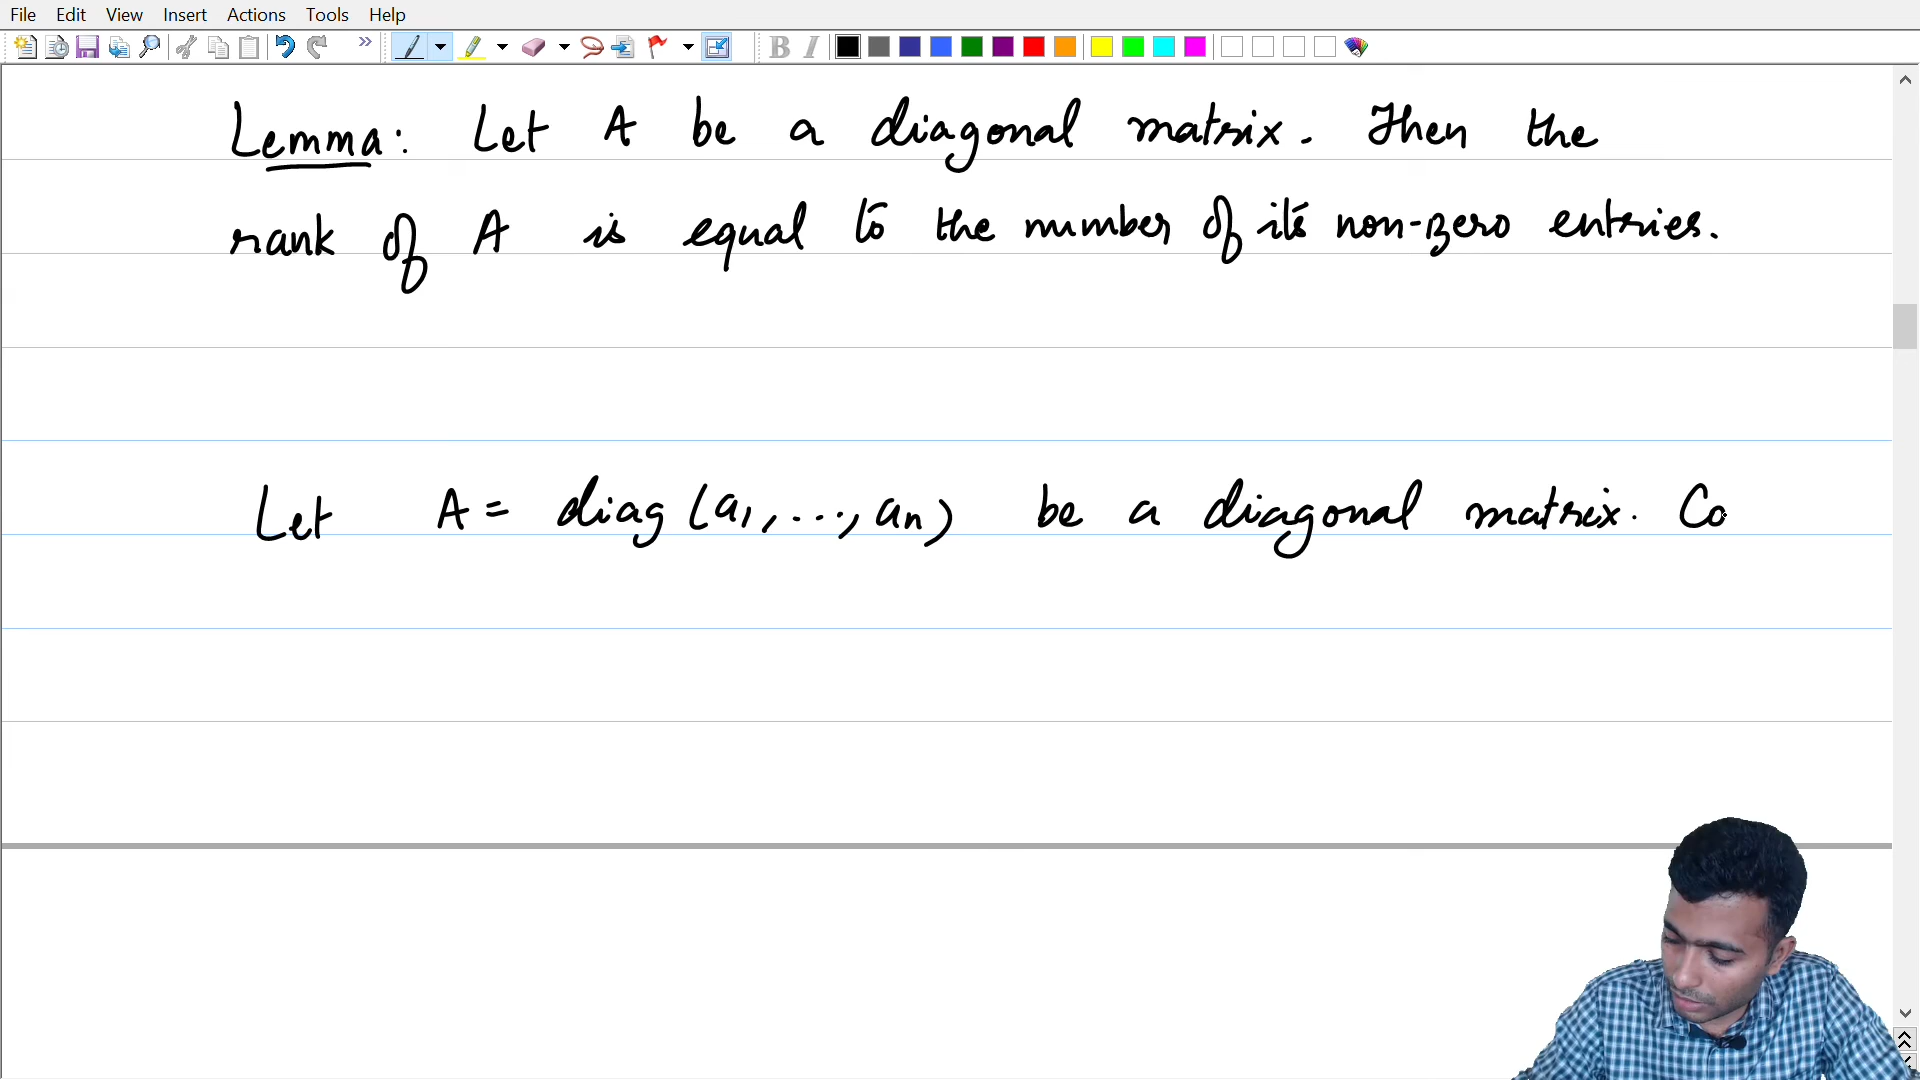 File Edit View Insert Actions Tools Help
B I
Lemma: Let A be a diagonal matrix. Then the
rank of A is equal to the number of its non-zero entries.
Let A = diag (a₁, ..., aₙ) be a diagonal matrix. Co